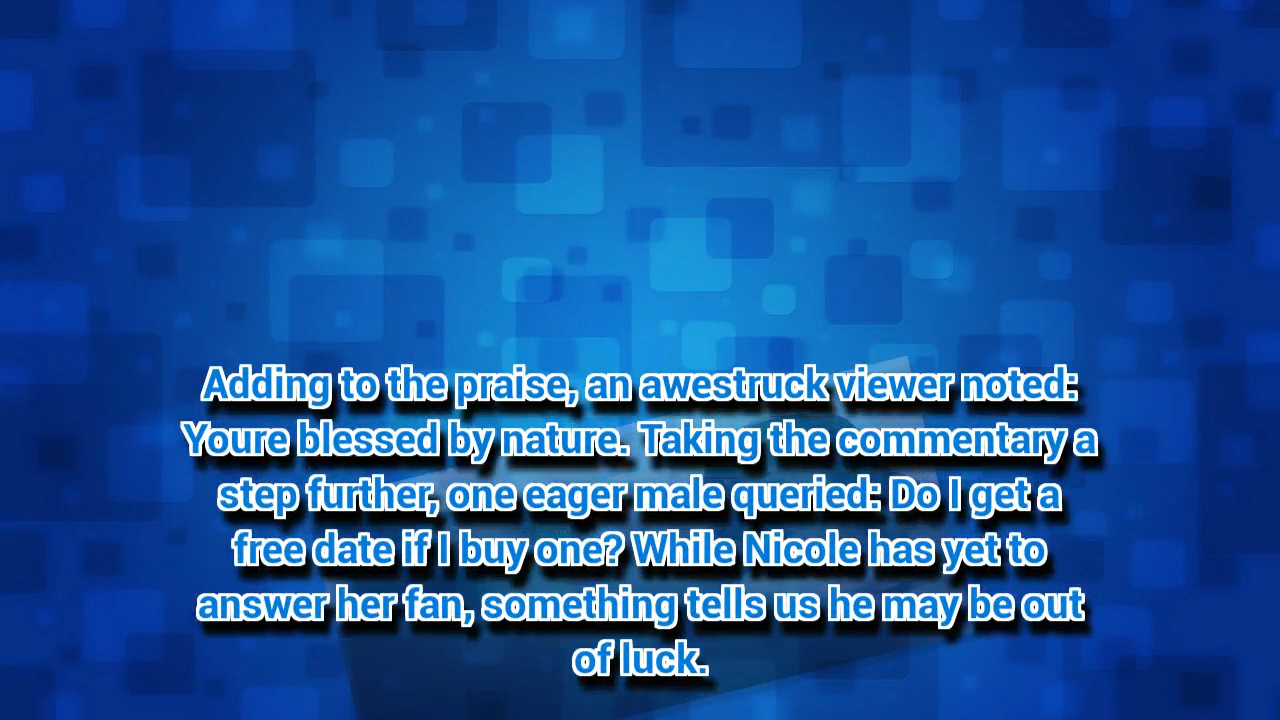 Adding to the praise, an awestruck viewer noted:
Youre blessed by nature. Taking the commentary a
step further, one eager male queried: Do I get a
free date if I buy one? While Nicole has yet to
answer her fan, something tells us he may be out
of luck.